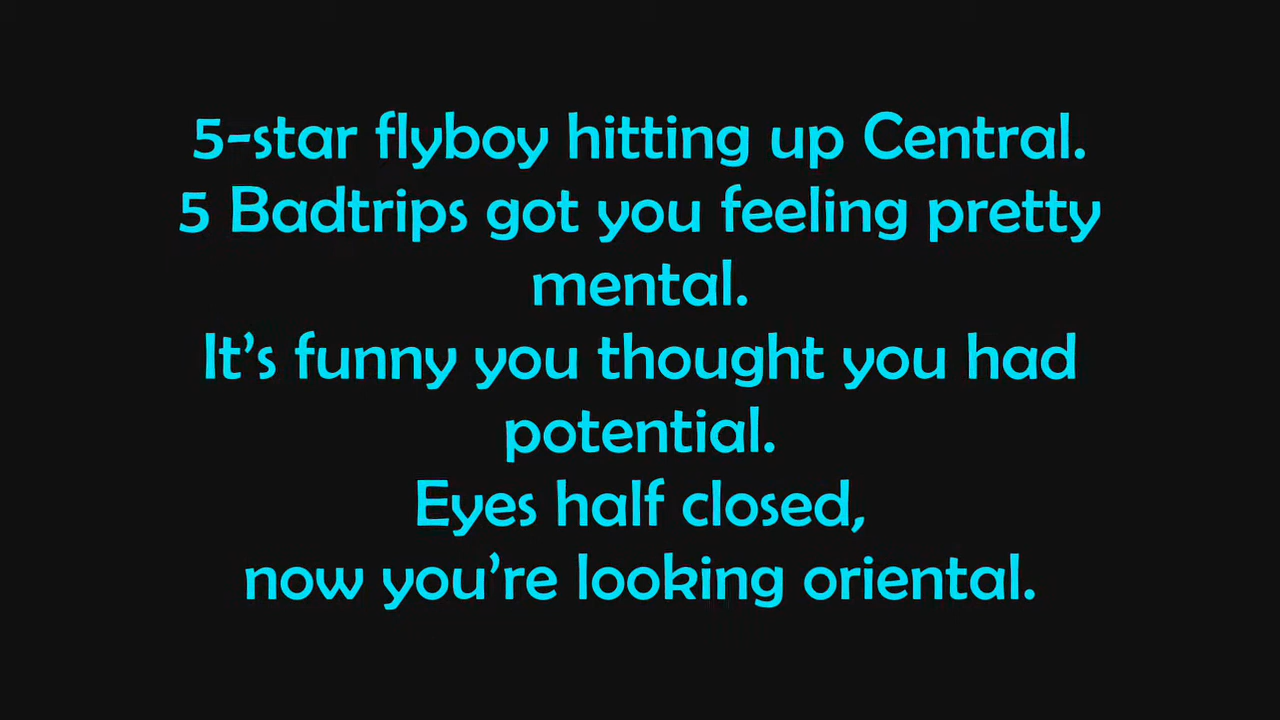 5-star flyboy hitting up Central.
5 Badtrips got you feeling pretty
mental.
It’s funny you thought you had
potential.
Eyes half closed,
now you’re looking oriental.